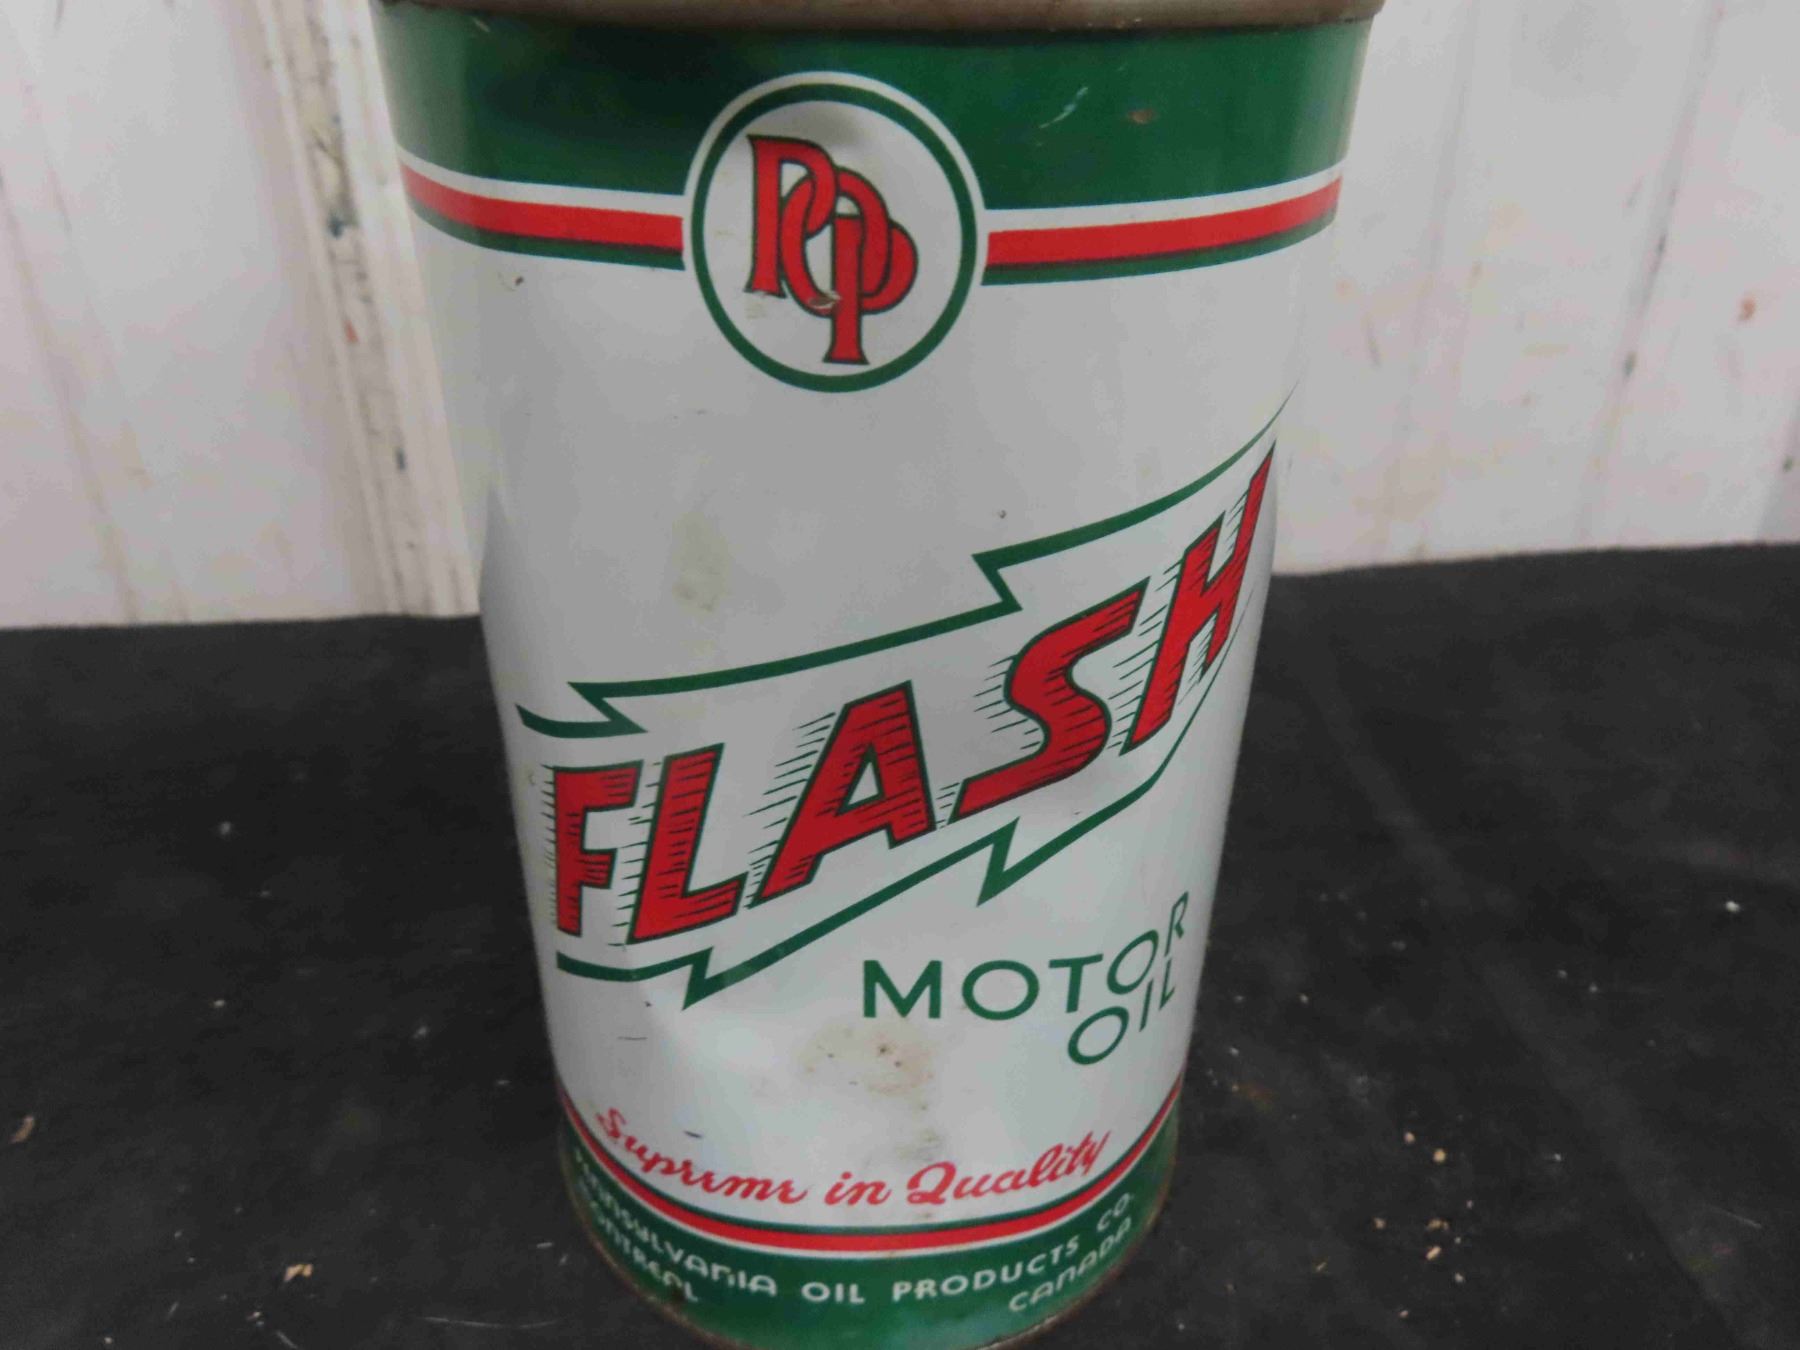 POP
FLASH
MOTOR
OIL
Supreme in Quality
PENNSYLVANIA OIL PRODUCTS CO.
MONTREAL CANADA